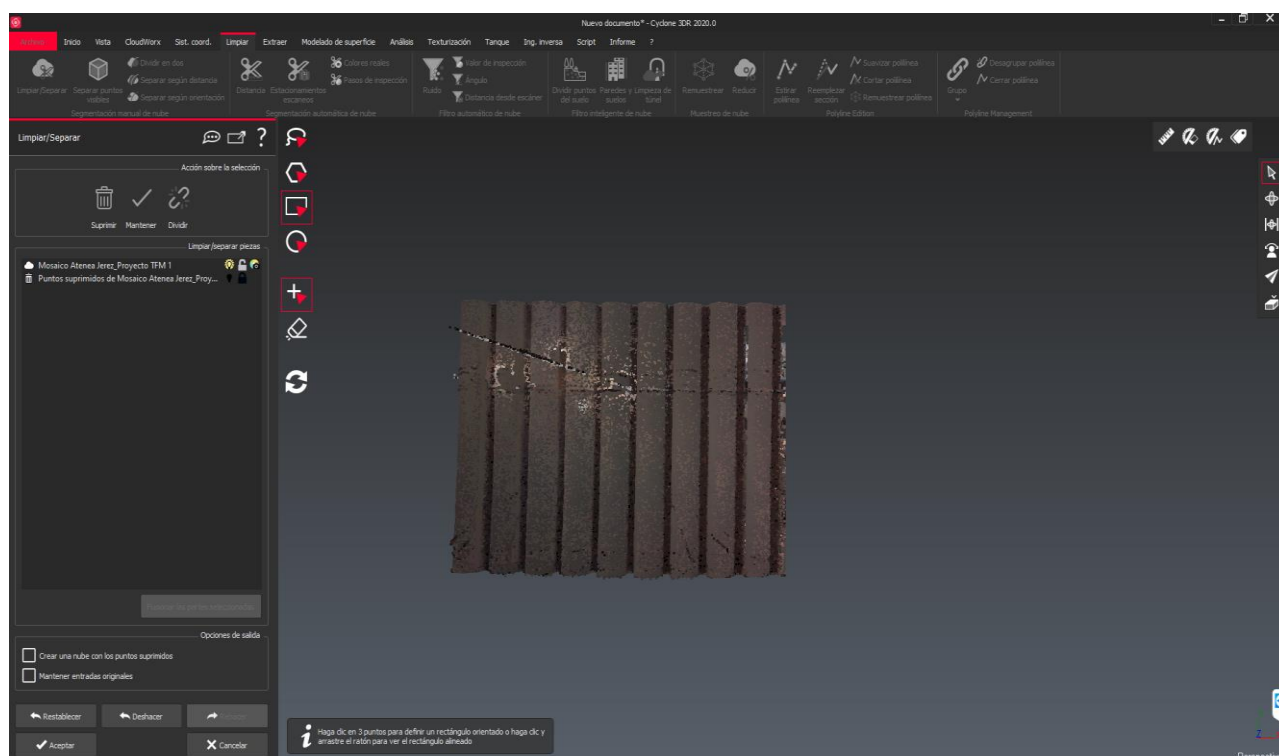 Nuevo documento* - Cyclone 3DR 2020.0
Archivo Inicio Vista CloudWorx Sist. coord. Limpiar Extraer Modelado de superficie Análisis Texturización Tanque Ing. inversa Script Informe ?
Limpiar/Separar
Separar puntos visibles
Dividir en dos
Separar según distancia
Separar según orientación
Segmentación manual de nube
Distancia
Estacionamientos escaneos
Colores reales
Pasos de inspección
Segmentación automática de nube
Ruido
Valor de inspección
Ángulo
Distancia desde escáner
Filtro automático de nube
Dividir puntos del suelo
Paredes y suelos
Limpieza de túnel
Filtro inteligente de nube
Remuestrear
Reducir
Muestreo de nube
Estirar polilínea
Reemplazar sección
Suavizar polilínea
Cortar polilínea
Remuestrear polilínea
Polyline Edition
Grupo
Desagrupar polilínea
Cerrar polilínea
Polyline Management
Limpiar/Separar
Acción sobre la selección
Suprimir Mantener Dividir
Limpiar/separar piezas
Mosaico Atenea Jerez_Proyecto TFM 1
Puntos suprimidos de Mosaico Atenea Jerez_Proy...
Opciones de salida
Crear una nube con los puntos suprimidos
Mantener entradas originales
Restablecer Deshacer
Aceptar Cancelar
Haga clic en 3 puntos para definir un rectángulo orientado o haga clic y
arrastre el ratón para ver el rectángulo alineado
Z